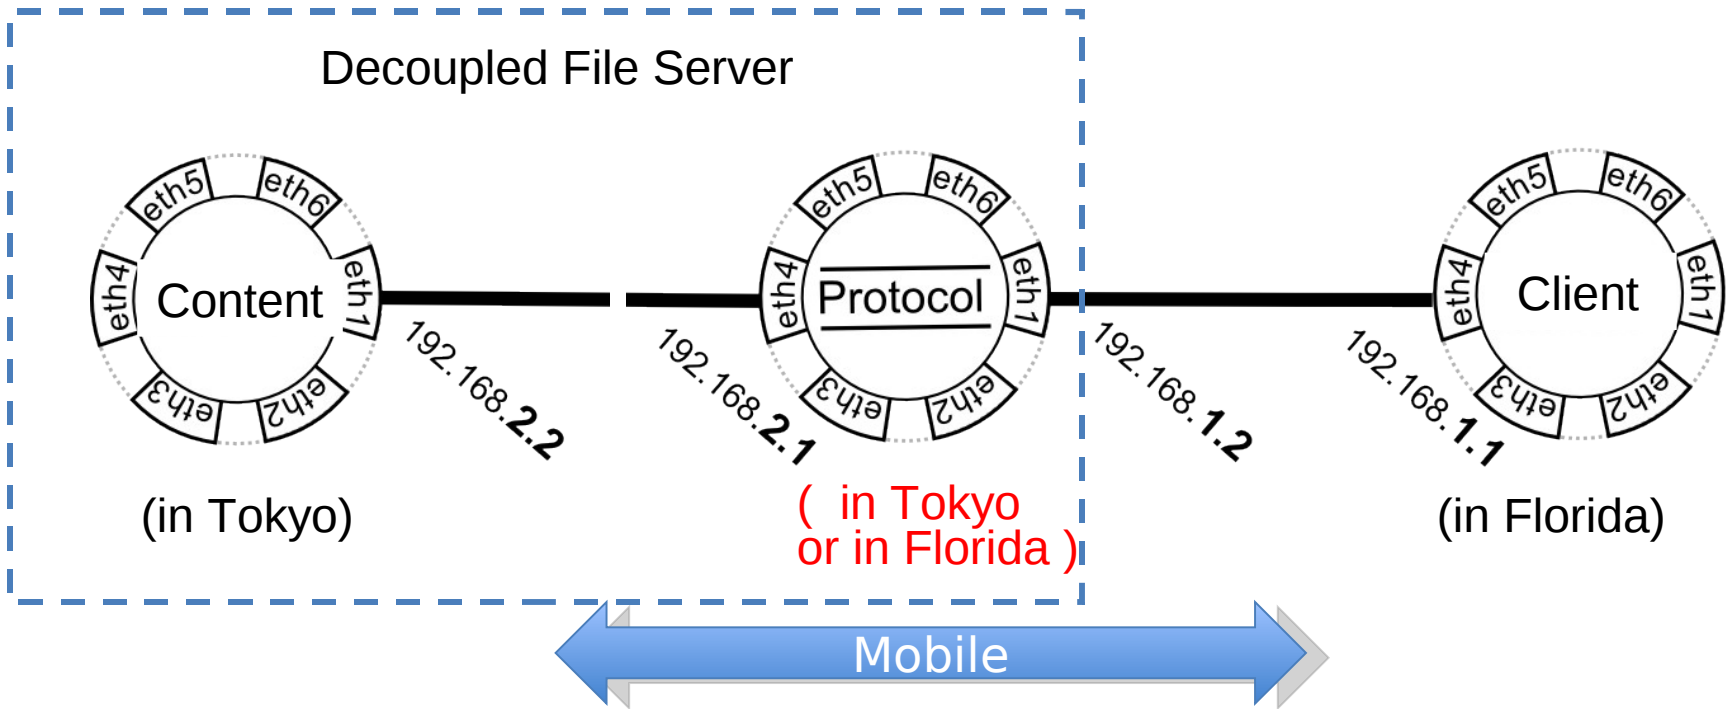 Decoupled File Server
eth5
eth6
eth4
Content
eth1
eth3
eth2
192.168.2.2
(in Tokyo)
eth5
eth6
eth4
Protocol
eth1
eth3
eth2
192.168.2.1
( in Tokyo
or in Florida )
192.168.1.2
eth5
eth6
eth4
Client
eth1
eth3
eth2
192.168.1.1
(in Florida)
Mobile